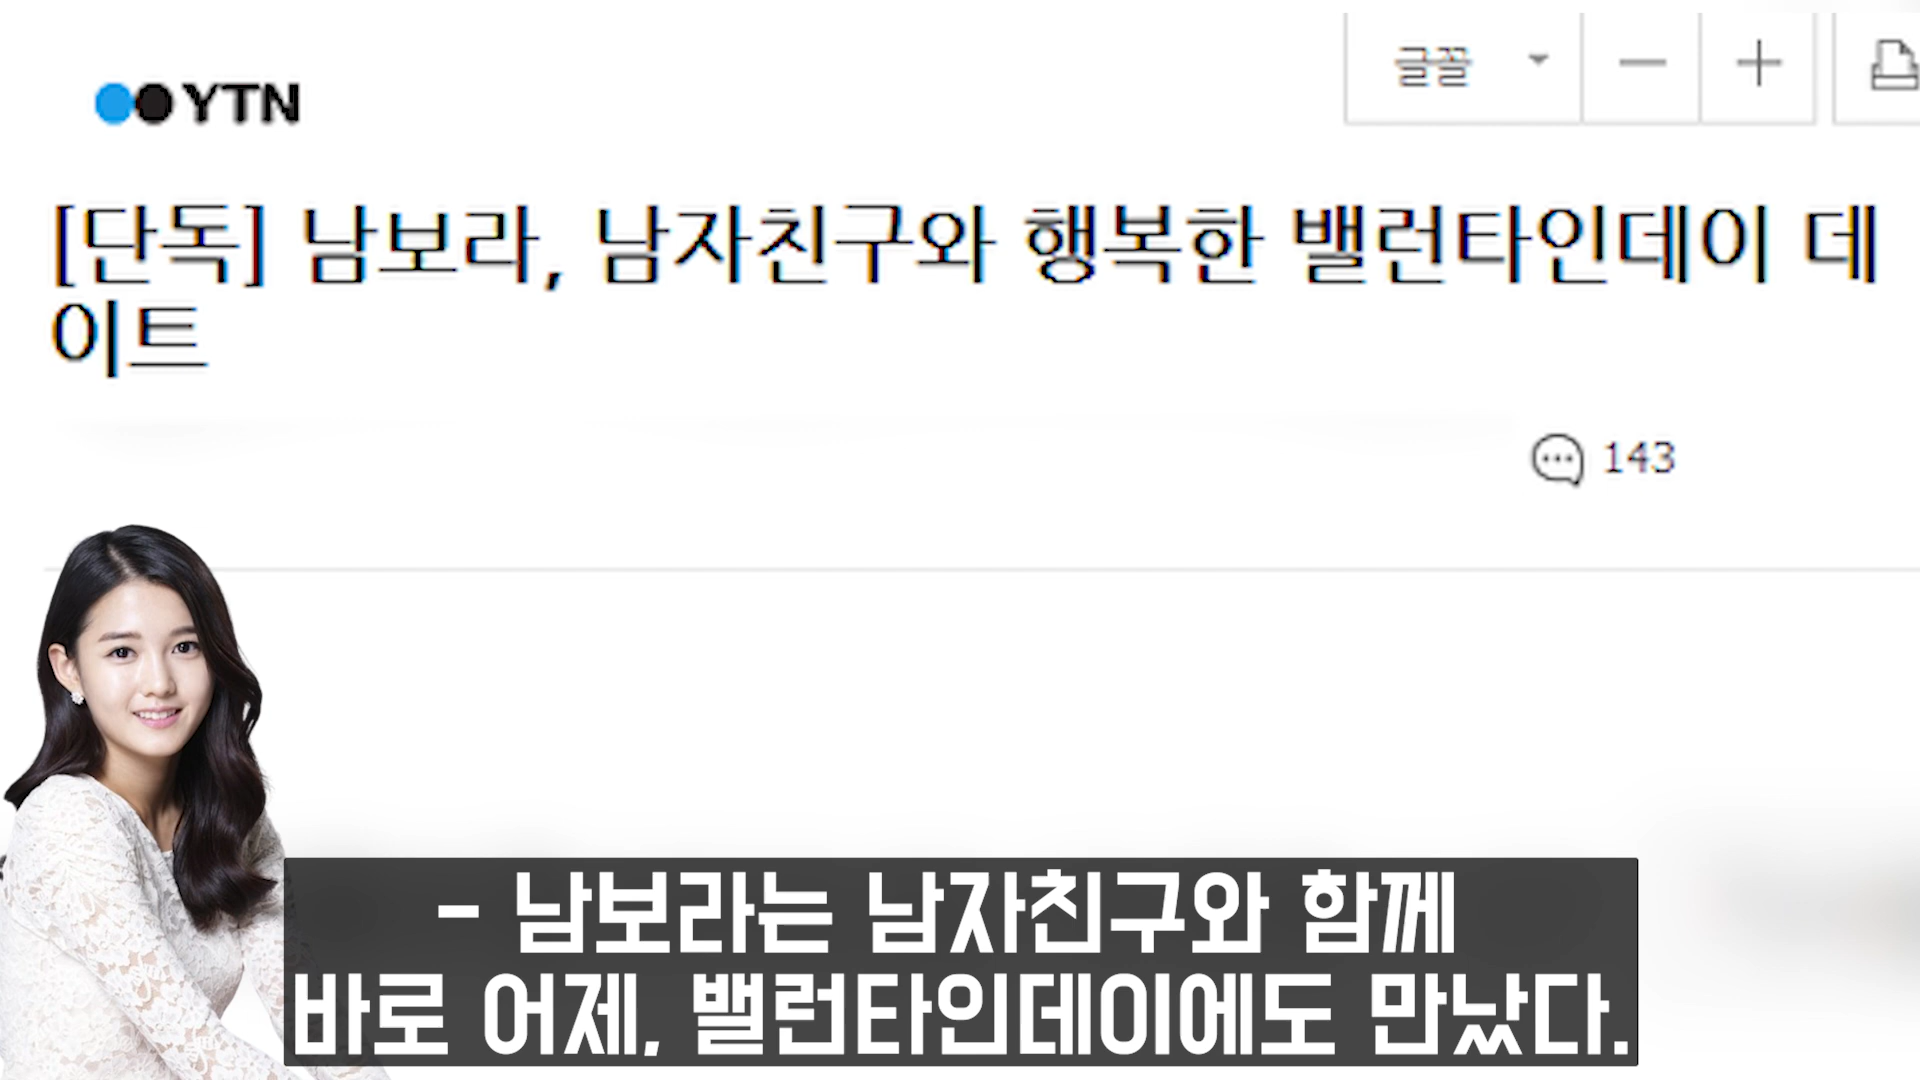 YTN
글꼴
[단독] 남보라, 남자친구와 행복한 밸런타인데이 데
이트
143
- 남보라는 남자친구와 함께
바로 어제, 밸런타인데이에도 만났다.